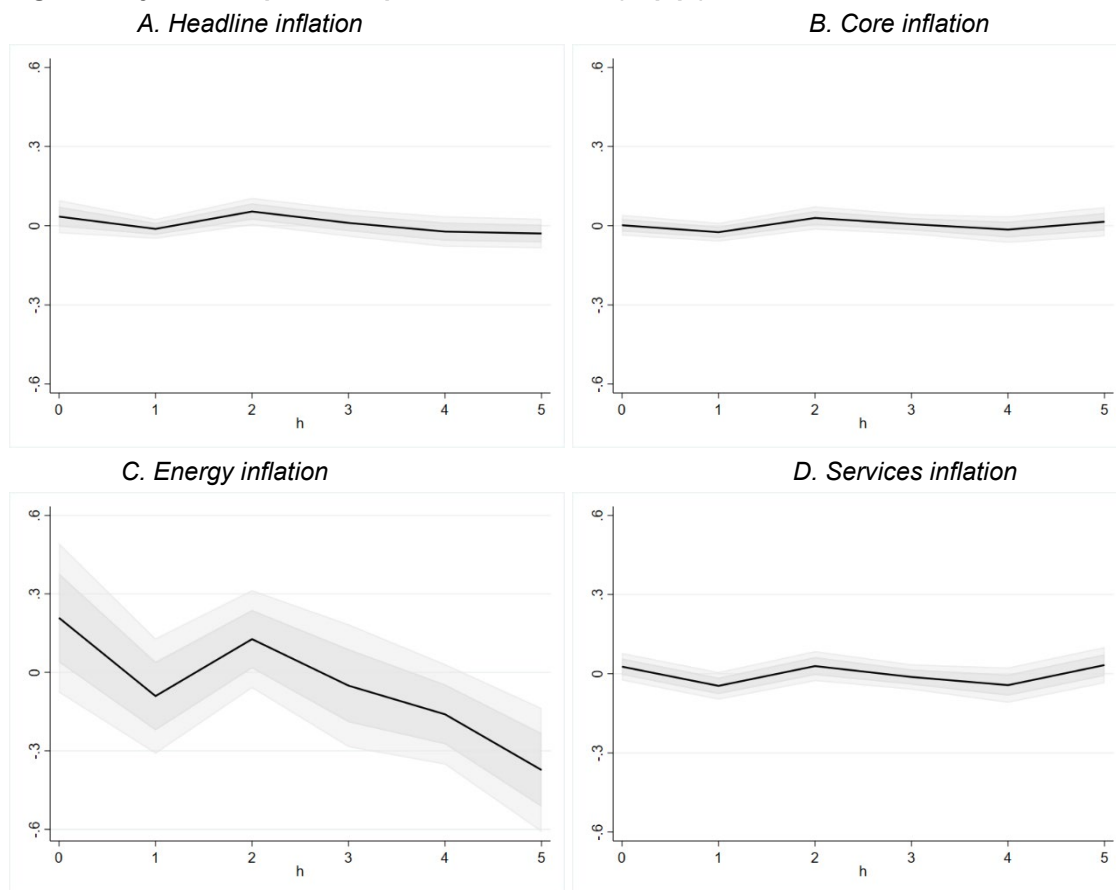 A. Headline inflation
B. Core inflation
.6
.3
0
-.3
-.6
0 1 2 3 4 5
h
.6
.3
0
-.3
-.6
0 1 2 3 4 5
h
C. Energy inflation
D. Services inflation
.6
.3
0
-.3
-.6
0 1 2 3 4 5
h
.6
.3
0
-.3
-.6
0 1 2 3 4 5
h